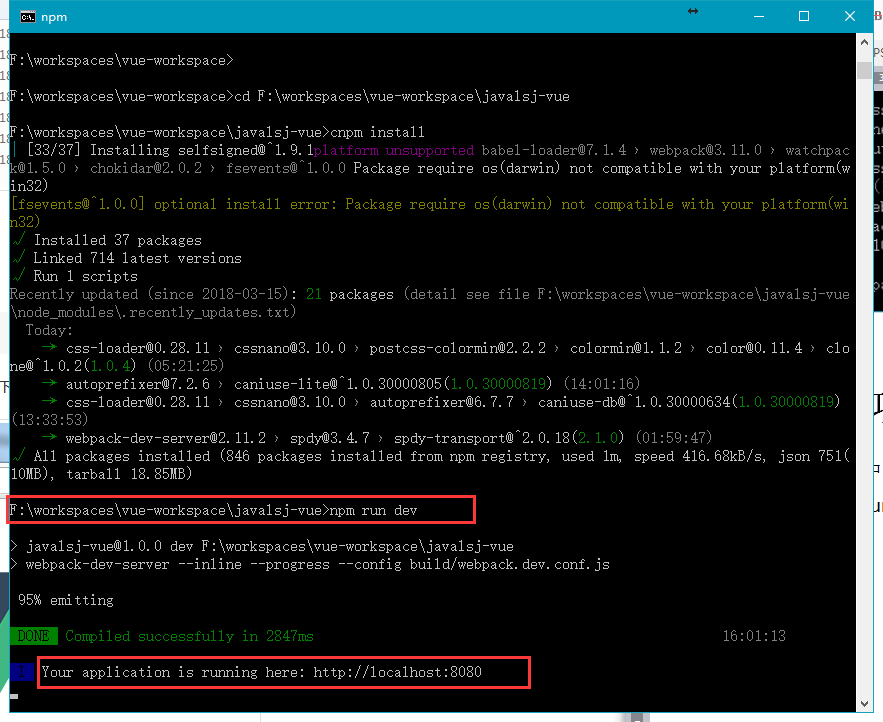 npm
F:\workspaces\vue-workspace>
F:\workspaces\vue-workspace>cd F:\workspaces\vue-workspace\javalsj-vue
F:\workspaces\vue-workspace\javalsj-vue>cnpm install
| [33/37] Installing selfsigned@^1.9.1platform unsupported babel-loader@7.1.4 › webpack@3.11.0 › watchpac
k@1.5.0 › chokidar@2.0.2 › fsevents@^1.0.0 Package require os(darwin) not compatible with your platform(w
in32)
[fsevents@^1.0.0] optional install error: Package require os(darwin) not compatible with your platform(wi
n32)
√ Installed 37 packages
√ Linked 714 latest versions
√ Run 1 scripts
Recently updated (since 2018-03-15): 21 packages (detail see file F:\workspaces\vue-workspace\javalsj-vue
\node_modules\.recently_updates.txt)
Today:
→ css-loader@0.28.11 › cssnano@3.10.0 › postcss-colormin@2.2.2 › colormin@1.1.2 › color@0.11.4 › clo
ne@^1.0.2(1.0.4) (05:21:25)
→ autoprefixer@7.2.6 › caniuse-lite@^1.0.30000805(1.0.30000819) (14:01:16)
→ css-loader@0.28.11 › cssnano@3.10.0 › autoprefixer@6.7.7 › caniuse-db@^1.0.30000634(1.0.30000819)
(13:33:53)
→ webpack-dev-server@2.11.2 › spdy@3.4.7 › spdy-transport@^2.0.18(2.1.0) (01:59:47)
√ All packages installed (846 packages installed from npm registry, used 1m, speed 416.68kB/s, json 751(
10MB), tarball 18.85MB)
F:\workspaces\vue-workspace\javalsj-vue>npm run dev
> javalsj-vue@1.0.0 dev F:\workspaces\vue-workspace\javalsj-vue
> webpack-dev-server --inline --progress --config build/webpack.dev.conf.js
95% emitting
DONE Compiled successfully in 2847ms 16:01:13
I Your application is running here: http://localhost:8080